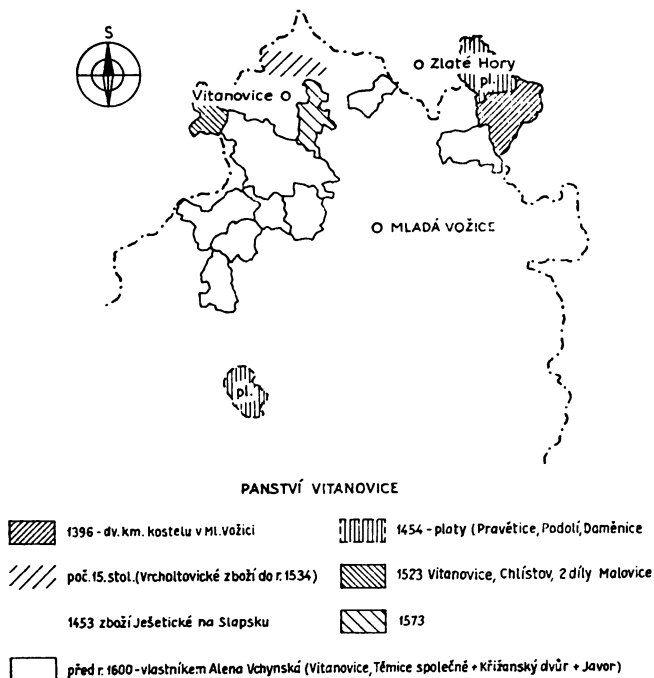 S
Zlaté Hory
pl.
Vitanovice
MLADÁ VOŽICE
pl.
PANSTVÍ VITANOVICE
1396 - dv. km. kostelu v Ml. Vožici
1454 - platy (Pravětice, Podolí, Daměnice
poč. 15. stol. (Vrcholtovické zboží do r. 1534)
1523 Vitanovice, Chlístov, 2 díly Malovice
1453 zboží Ješetické na Slapsku
1573
před r. 1600 - vlastníkem Alena Vchynská (Vitanovice, Těmice společné + Křižanský dvůr + Javor)